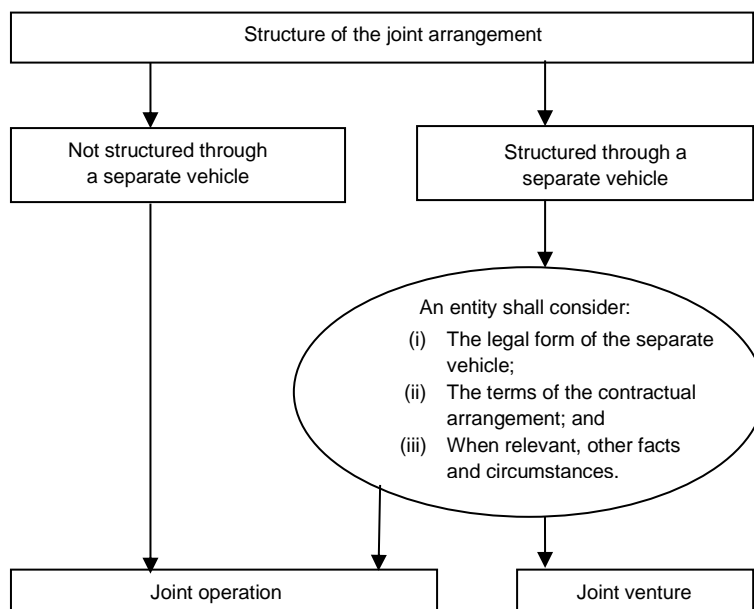 Structure of the joint arrangement
Not structured through
a separate vehicle
Structured through a
separate vehicle
An entity shall consider:
(i) The legal form of the separate
vehicle;
(ii) The terms of the contractual
arrangement; and
(iii) When relevant, other facts
and circumstances.
Joint operation
Joint venture